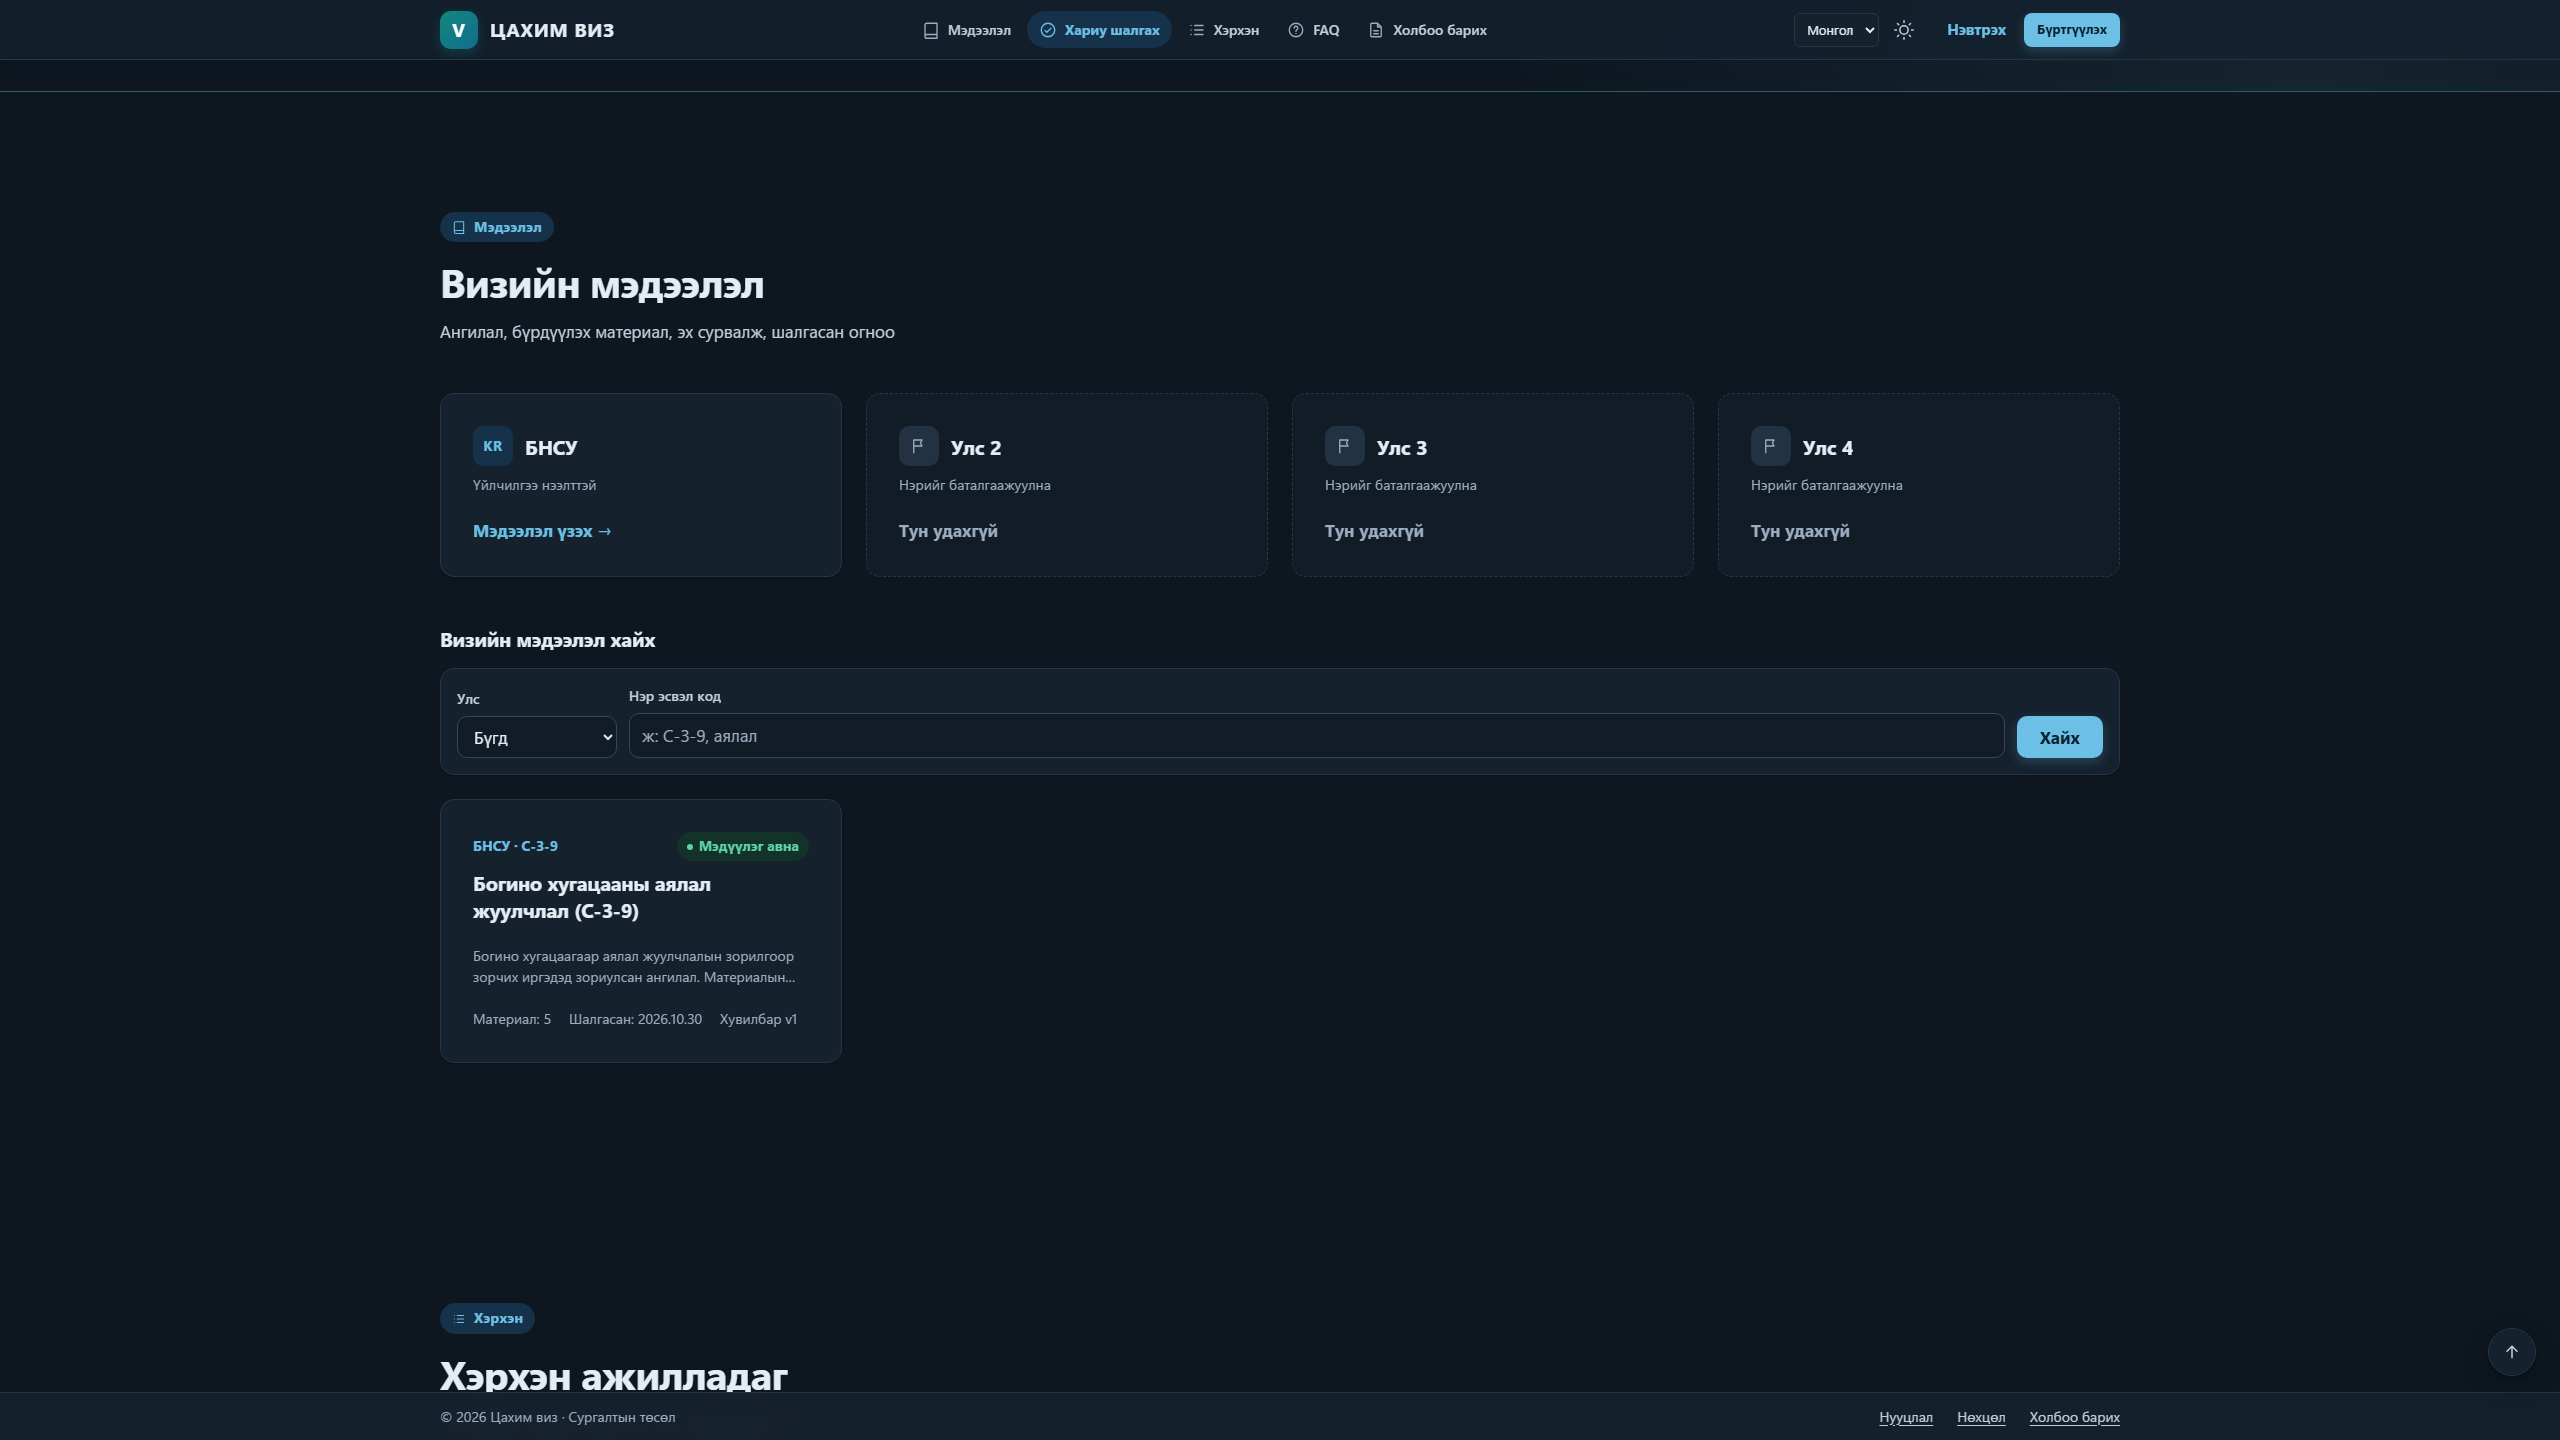 V ЦАХИМ ВИЗ
Мэдээлэл
Хариу шалгах
Хэрхэн
FAQ
Холбоо барих
Монгол
Нэвтрэх
Бүртгүүлэх
Мэдээлэл
Визийн мэдээлэл
Ангилал, бүрдүүлэх материал, эх сурвалж, шалгасан огноо
KR БНСУ
Үйлчилгээ нээлттэй
Мэдээлэл үзэх →
Улс 2
Нэрийг баталгаажуулна
Тун удахгүй
Улс 3
Нэрийг баталгаажуулна
Тун удахгүй
Улс 4
Нэрийг баталгаажуулна
Тун удахгүй
Визийн мэдээлэл хайх
Улс
Бүгд
Нэр эсвэл код
ж: C-3-9, аялал
Хайх
БНСУ · C-3-9
Мэдүүлэг авна
Богино хугацааны аялал
жуулчлал (C-3-9)
Богино хугацаагаар аялал жуулчлалын зорилгоор
зорчих иргэдэд зориулсан ангилал. Материалын...
Материал: 5 Шалгасан: 2026.10.30 Хувилбар v1
Хэрхэн
Хэрхэн ажилладаг
© 2026 Цахим виз · Сургалтын төсөл
Нууцлал
Нөхцөл
Холбоо барих